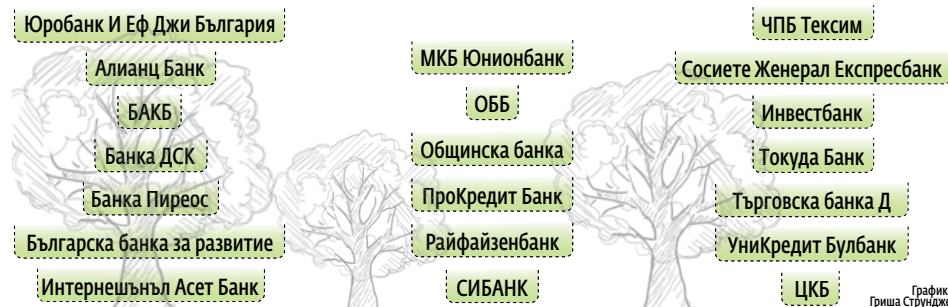 Юробанк И Еф Джи България
Алианц Банк
БАКБ
Банка ДСК
Банка Пиреос
Българска банка за развитие
Интернешънъл Асет Банк
МКБ Юнионбанк
ОББ
Общинска банка
ПроКредит Банк
Райфайзенбанк
СИБАНК
ЧПБ Тексим
Сосиете Женерал Експресбанк
Инвестбанк
Токуда Банк
Търговска банка Д
УниКредит Булбанк
ЦКБ
График
Гриша